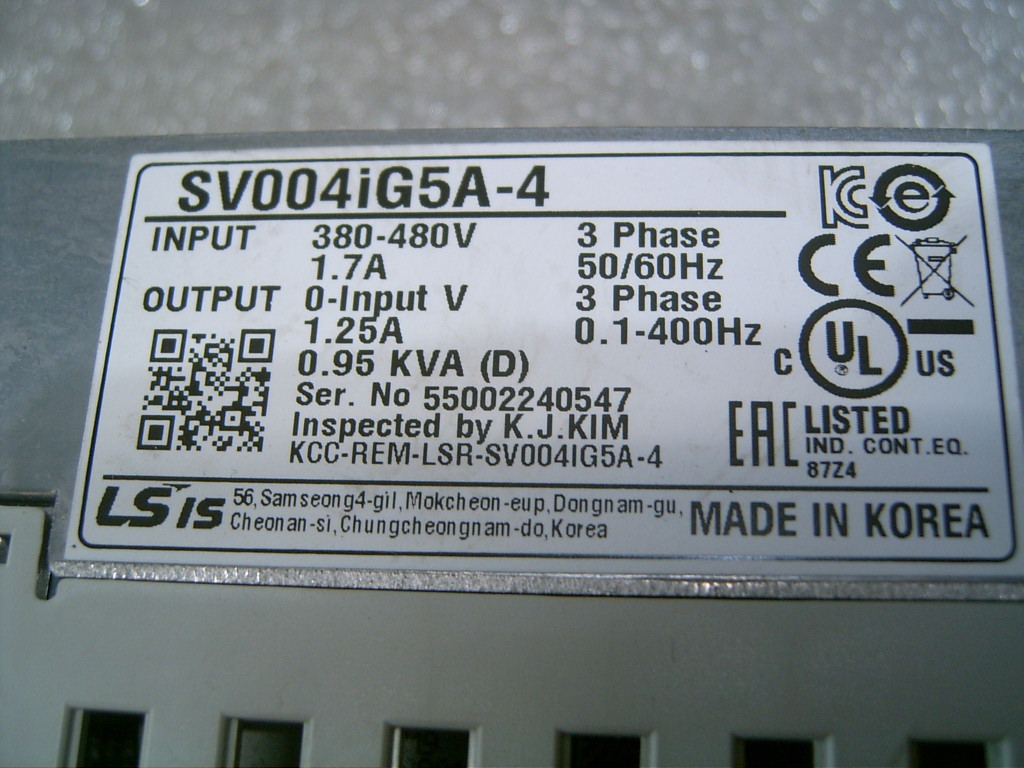 SV004iG5A-4
INPUT 380-480V 3 Phase
1.7A 50/60Hz
OUTPUT 0-Input V 3 Phase
1.25A 0.1-400Hz
0.95 KVA (D)
Ser. No 55002240547
Inspected by K.J.KIM
KCC-REM-LSR-SV004IG5A-4
KC e
CE
C UL US
EAC LISTED
IND. CONT.EQ.
87Z4
LSis 56,Samseong4-gil,Mokcheon-eup,Dongnam-gu,
Cheonan-si,Chungcheongnam-do,Korea
MADE IN KOREA